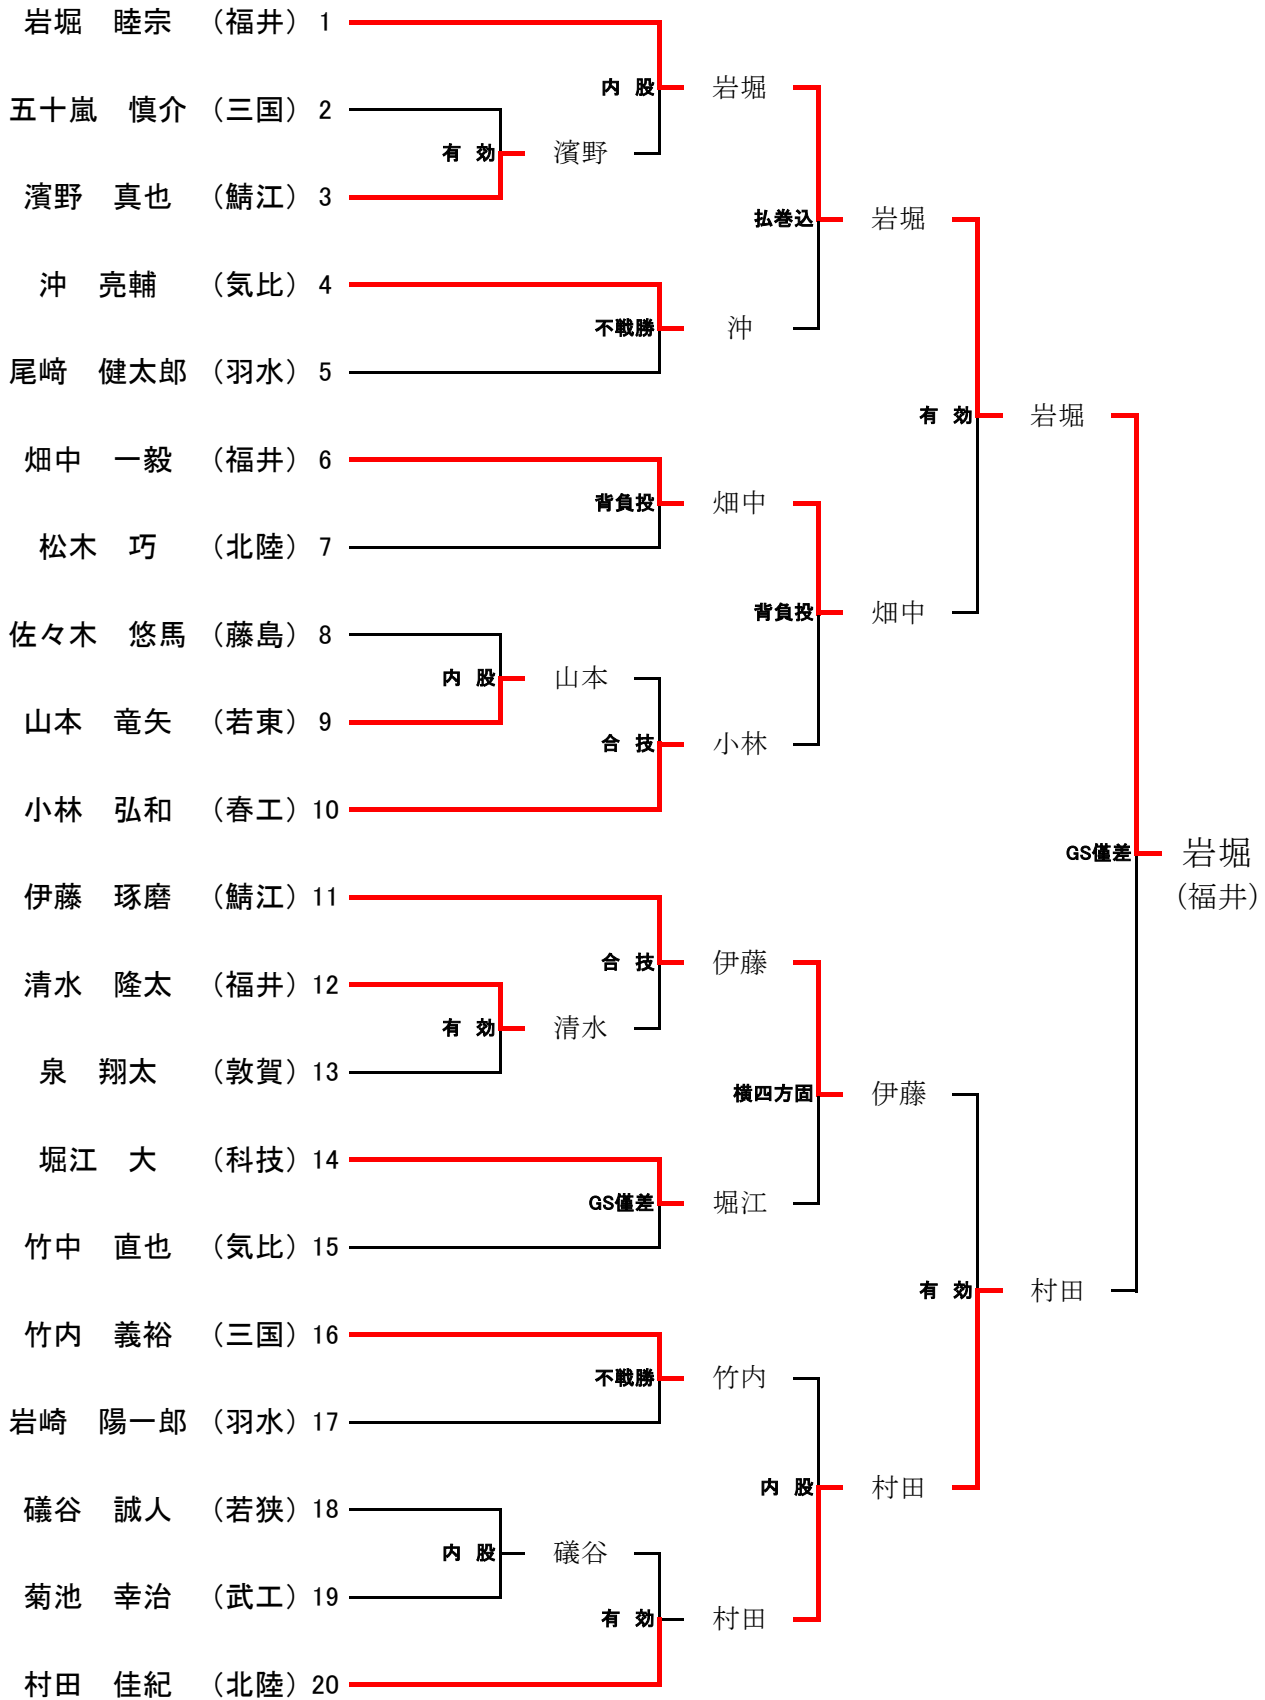 岩堀　睦宗　（福井）　1
内　股　岩堀
五十嵐　慎介　（三国）　2
有　効　濱野
濱野　真也　（鯖江）　3
払巻込　岩堀
沖　亮輔　（気比）　4
不戦勝　沖
尾﨑　健太郎　（羽水）　5
有　効　岩堀
畑中　一毅　（福井）　6
背負投　畑中
松木　巧　（北陸）　7
背負投　畑中
佐々木　悠馬　（藤島）　8
内　股　山本
山本　竜矢　（若東）　9
合　技　小林
小林　弘和　（春工）　10
GS僅差　岩堀
（福井）
伊藤　琢磨　（鯖江）　11
合　技　伊藤
清水　隆太　（福井）　12
有　効　清水
泉　翔太　（敦賀）　13
横四方固　伊藤
堀江　大　（科技）　14
GS僅差　堀江
竹中　直也　（気比）　15
有　効　村田
竹内　義裕　（三国）　16
不戦勝　竹内
岩崎　陽一郎　（羽水）　17
内　股　村田
礒谷　誠人　（若狭）　18
内　股　礒谷
菊池　幸治　（武工）　19
有　効　村田
村田　佳紀　（北陸）　20